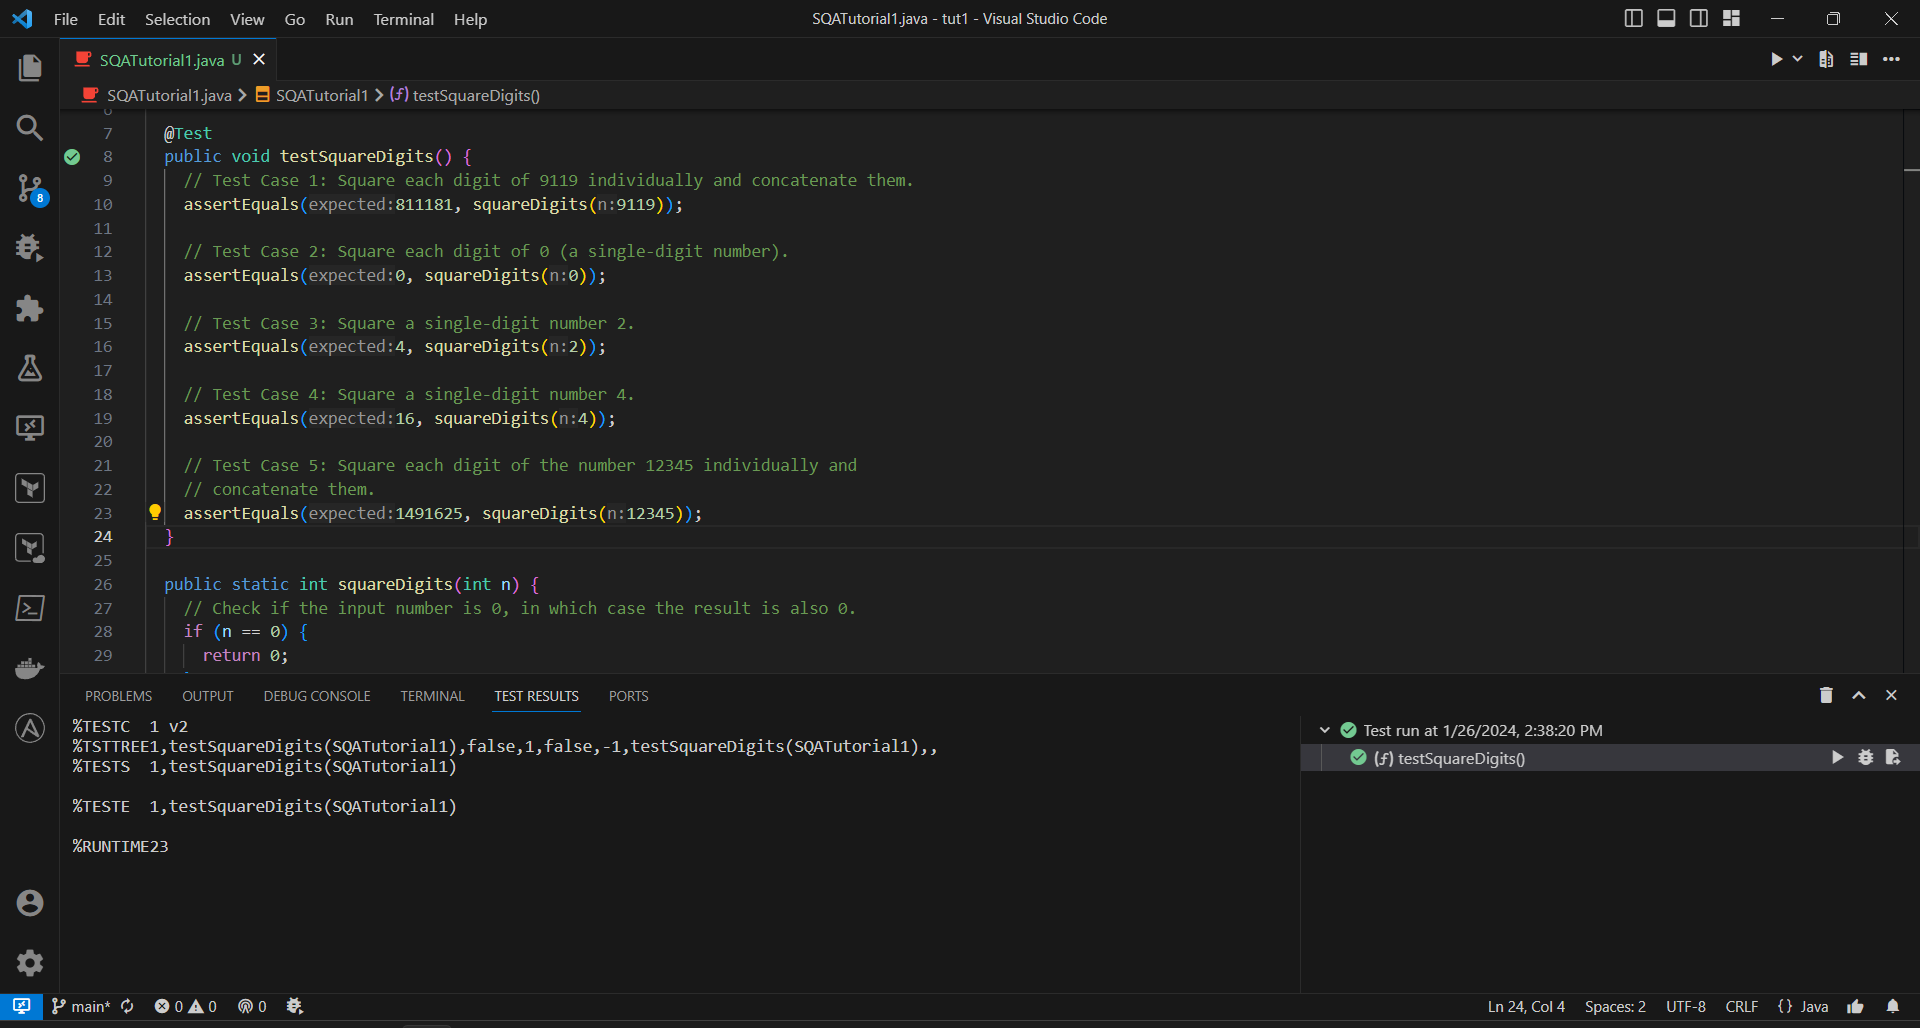 File Edit Selection View Go Run Terminal Help
SQATutorial1.java - tut1 - Visual Studio Code
SQATutorial1.java U
SQATutorial1.java > SQATutorial1 > testSquareDigits()
7 @Test
8 public void testSquareDigits() {
9 // Test Case 1: Square each digit of 9119 individually and concatenate them.
10 assertEquals(expected:811181, squareDigits(n:9119));
11
12 // Test Case 2: Square each digit of 0 (a single-digit number).
13 assertEquals(expected:0, squareDigits(n:0));
14
15 // Test Case 3: Square a single-digit number 2.
16 assertEquals(expected:4, squareDigits(n:2));
17
18 // Test Case 4: Square a single-digit number 4.
19 assertEquals(expected:16, squareDigits(n:4));
20
21 // Test Case 5: Square each digit of the number 12345 individually and
22 // concatenate them.
23 assertEquals(expected:1491625, squareDigits(n:12345));
24 }
25
26 public static int squareDigits(int n) {
27 // Check if the input number is 0, in which case the result is also 0.
28 if (n == 0) {
29 return 0;
8
PROBLEMS OUTPUT DEBUG CONSOLE TERMINAL TEST RESULTS PORTS
%TESTC 1 v2
%TSTTREE1,testSquareDigits(SQATutorial1),false,1,false,-1,testSquareDigits(SQATutorial1),,
%TESTS 1,testSquareDigits(SQATutorial1)
%TESTE 1,testSquareDigits(SQATutorial1)
%RUNTIME23
Test run at 1/26/2024, 2:38:20 PM
(f) testSquareDigits()
main* 0 0 0
Ln 24, Col 4 Spaces: 2 UTF-8 CRLF {} Java